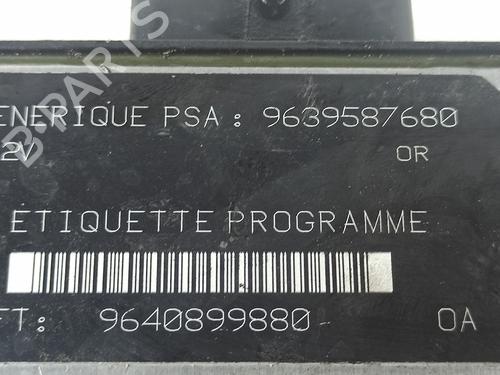 ENERIQUE PSA: 9639587680
2V OR
ETIQUETTE PROGRAMME
FT: 9640899880 OA
B-PARTS